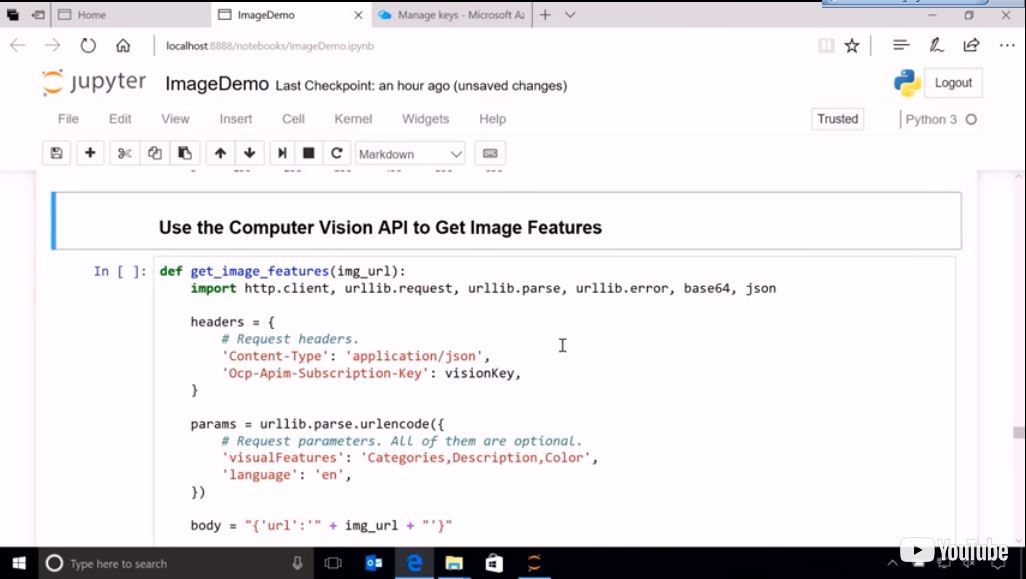 Home
ImageDemo
Manage keys - Microsoft Az
localhost:8888/notebooks/ImageDemo.ipynb
jupyter ImageDemo Last Checkpoint: an hour ago (unsaved changes)
Logout
File Edit View Insert Cell Kernel Widgets Help
Trusted
Python 3
Markdown
Use the Computer Vision API to Get Image Features
In [ ]: def get_image_features(img_url):
import http.client, urllib.request, urllib.parse, urllib.error, base64, json
headers = {
# Request headers.
'Content-Type': 'application/json',
'Ocp-Apim-Subscription-Key': visionKey,
}
params = urllib.parse.urlencode({
# Request parameters. All of them are optional.
'visualFeatures': 'Categories,Description,Color',
'language': 'en',
})
body = "{'url':'" + img_url + "'}"
Type here to search
YouTube